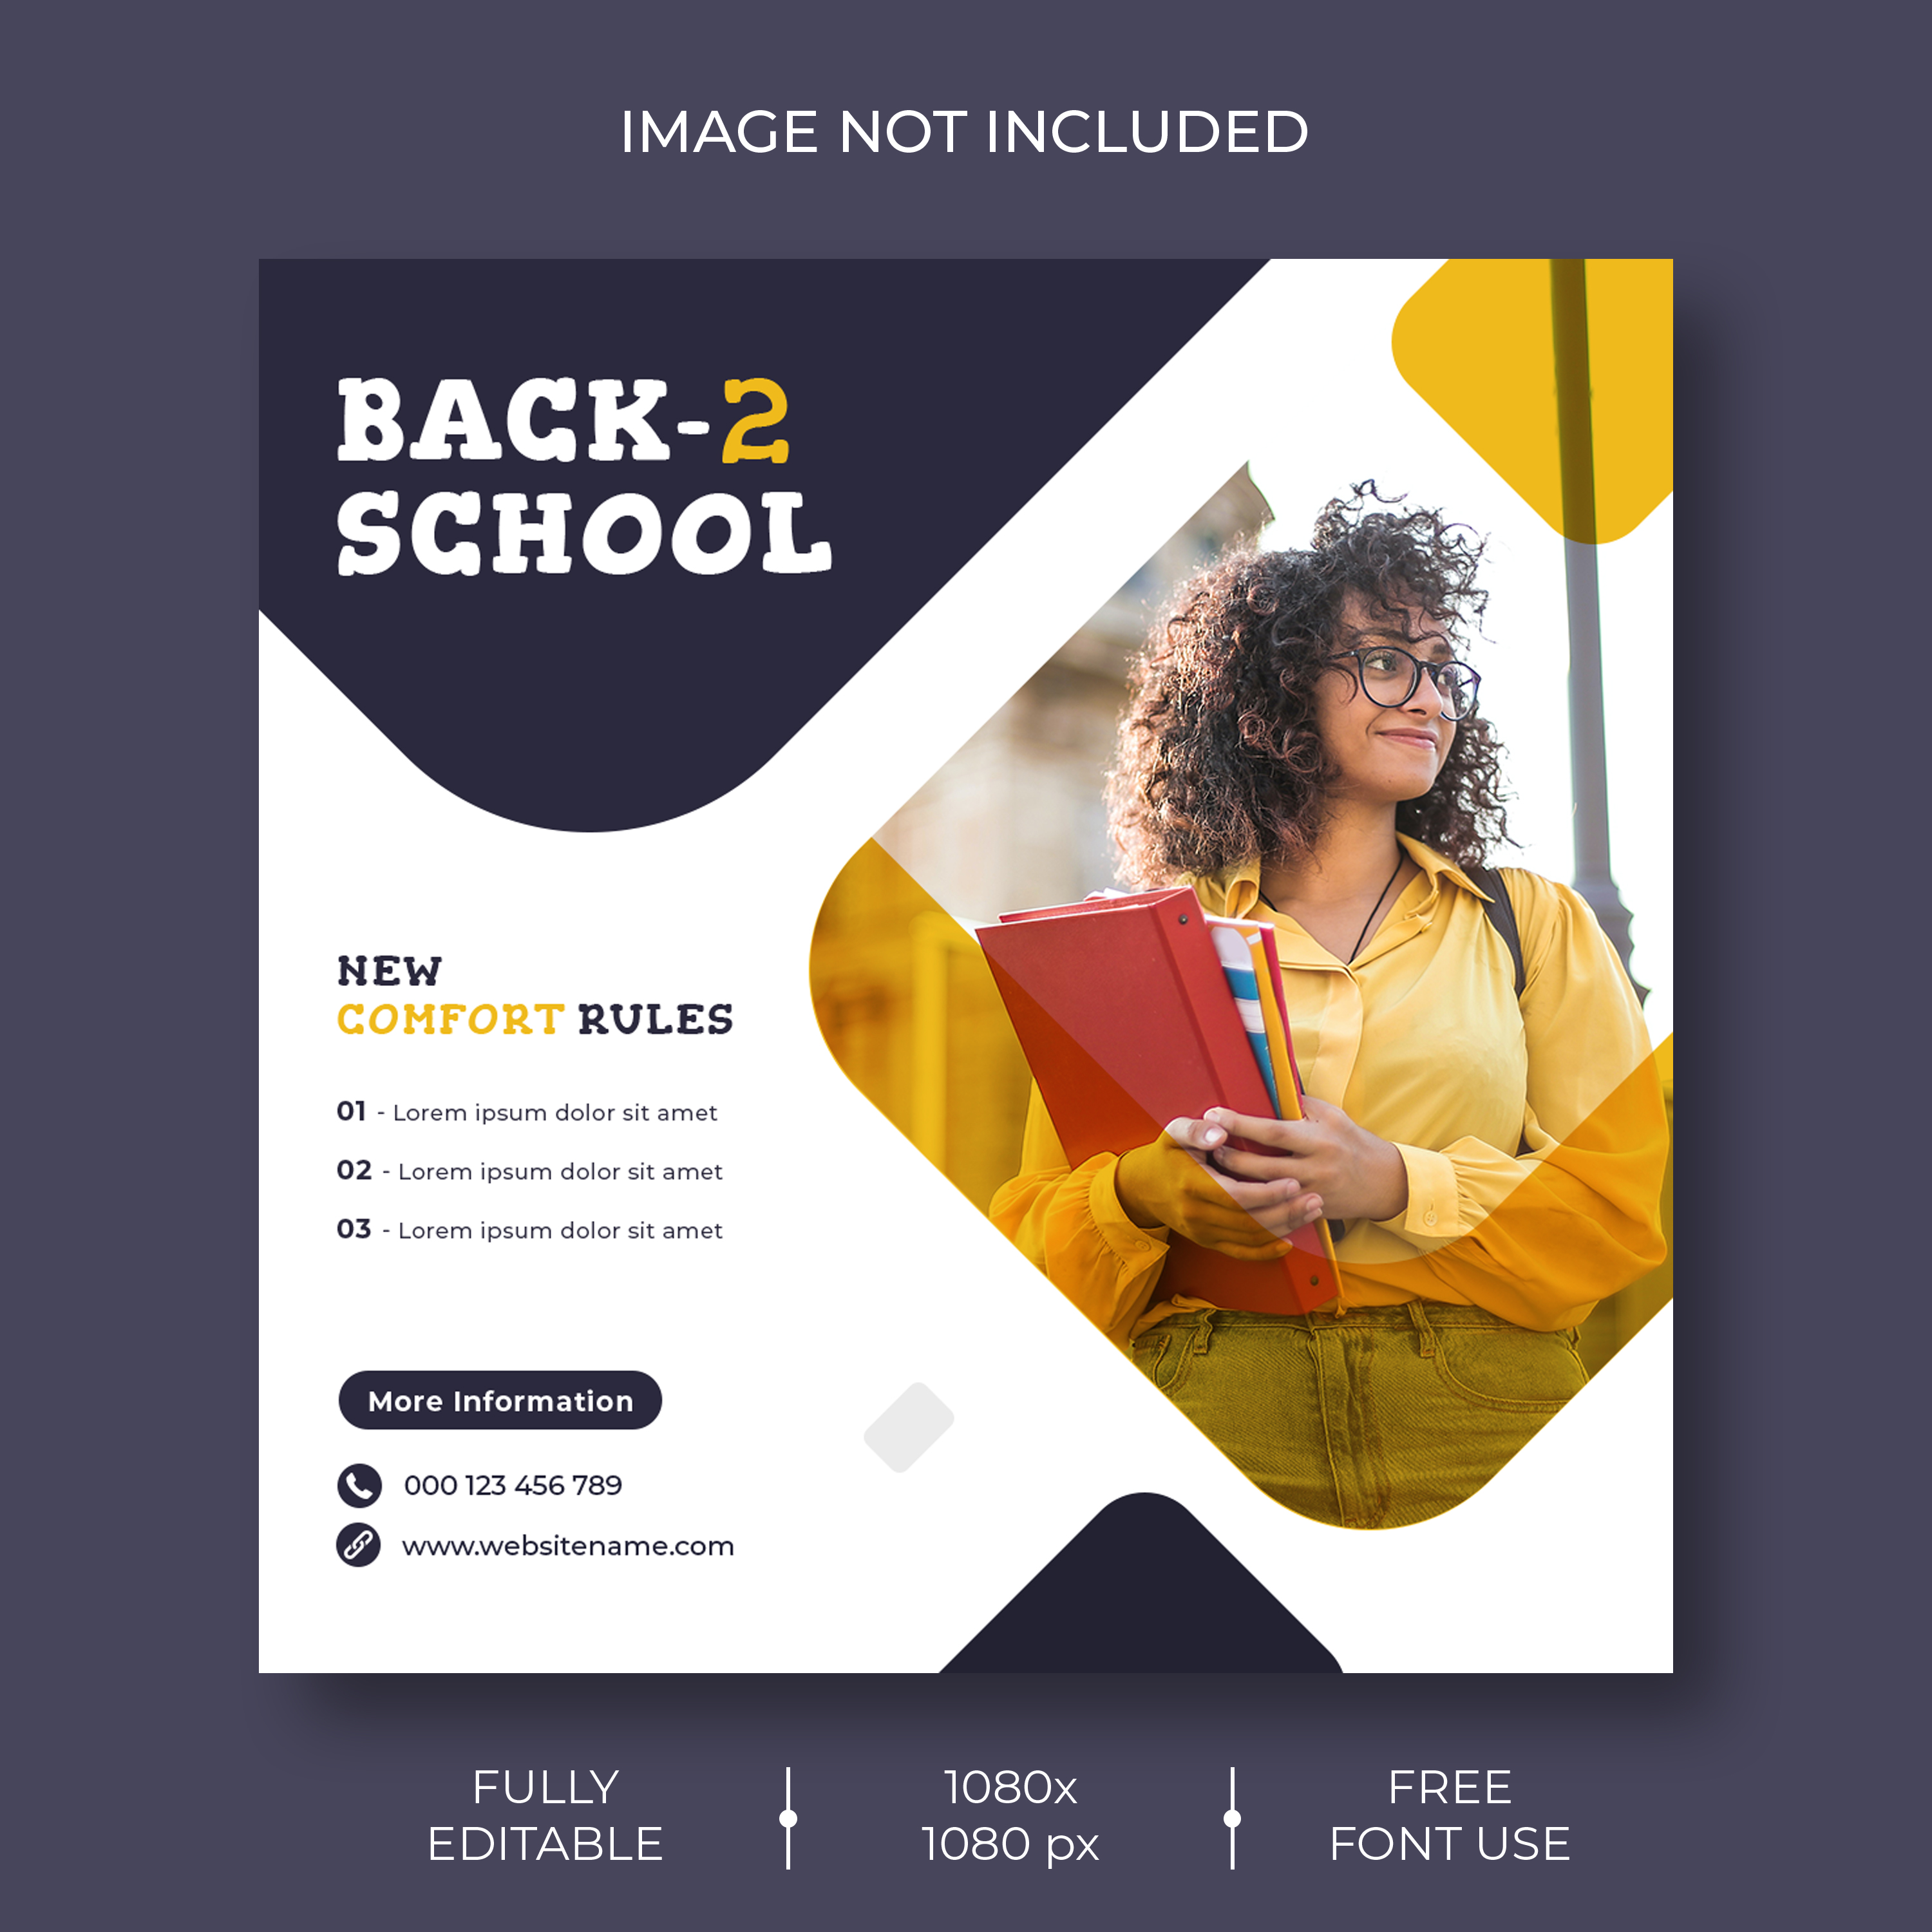 IMAGE NOT INCLUDED
BACK-2
SCHOOL
NEW
COMFORT RULES
01 - Lorem ipsum dolor sit amet
02 - Lorem ipsum dolor sit amet
03 - Lorem ipsum dolor sit amet
More Information
000 123 456 789
www.websitename.com
FULLY
EDITABLE
1080x
1080 px
FREE
FONT USE